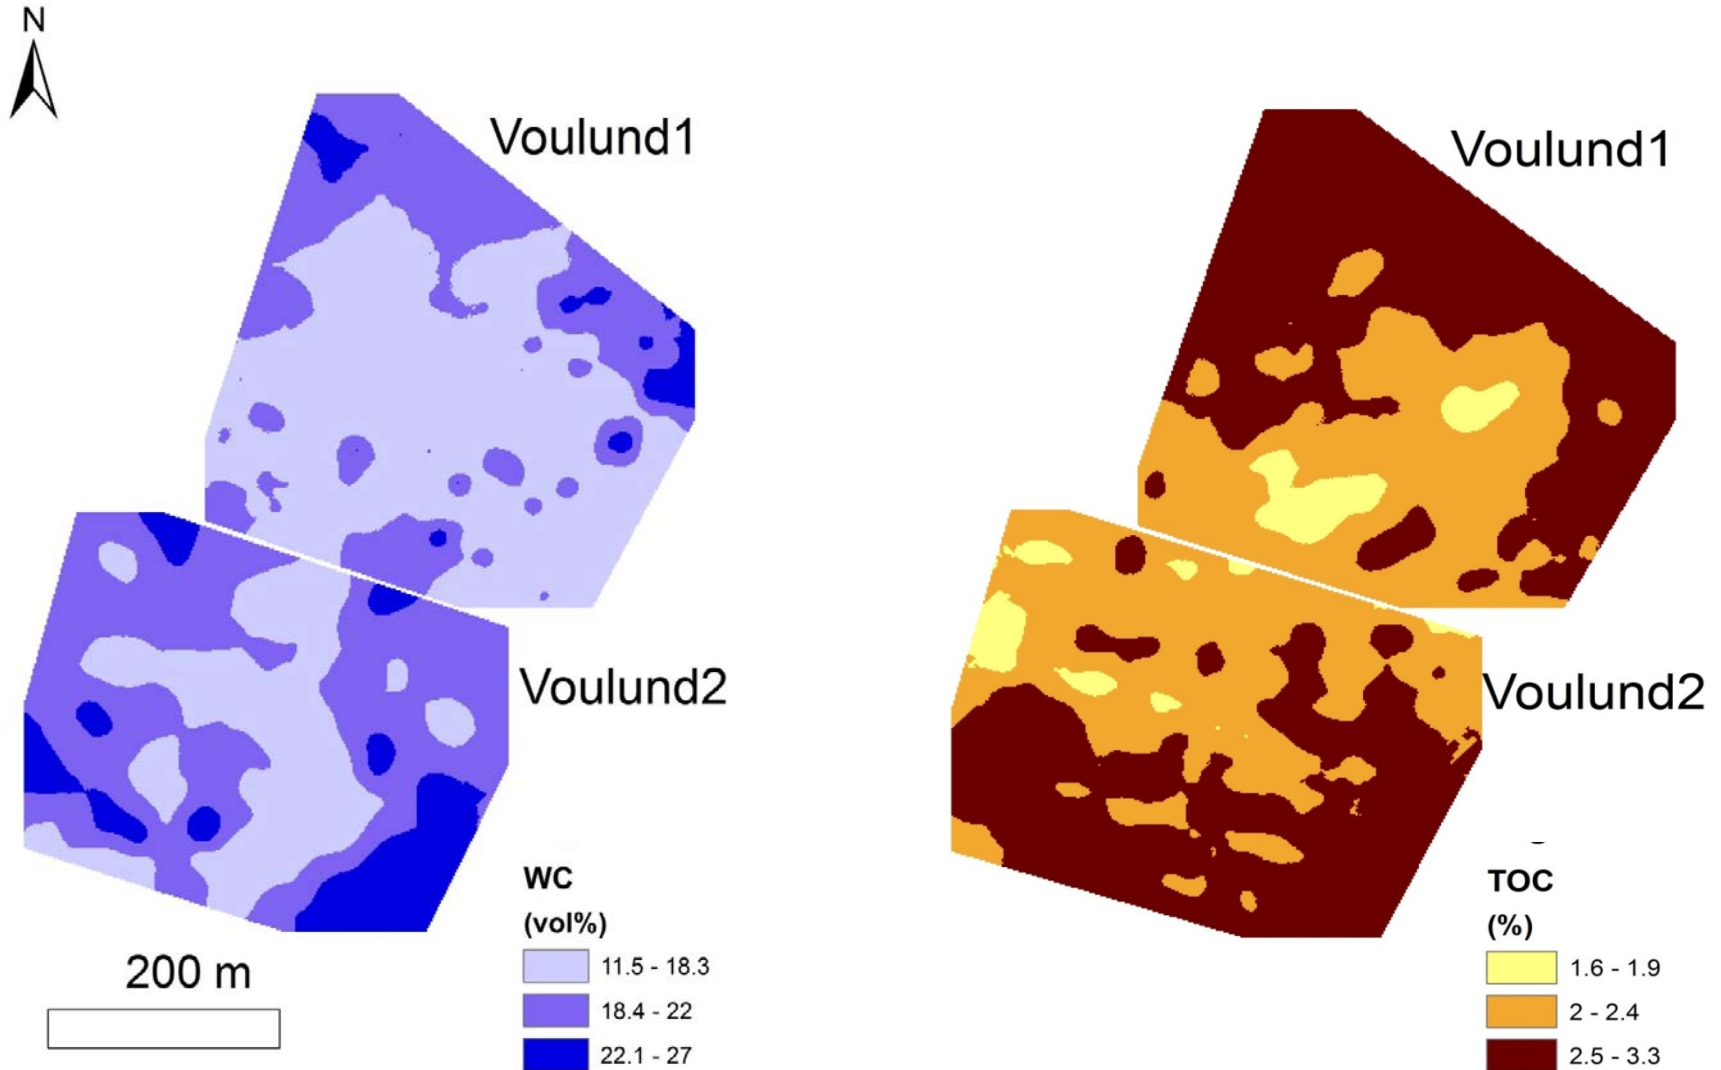 N
Voulund1
Voulund1
Voulund2
Voulund2
WC
(vol%)
11.5 - 18.3
18.4 - 22
22.1 - 27
200 m
TOC
(%)
1.6 - 1.9
2 - 2.4
2.5 - 3.3